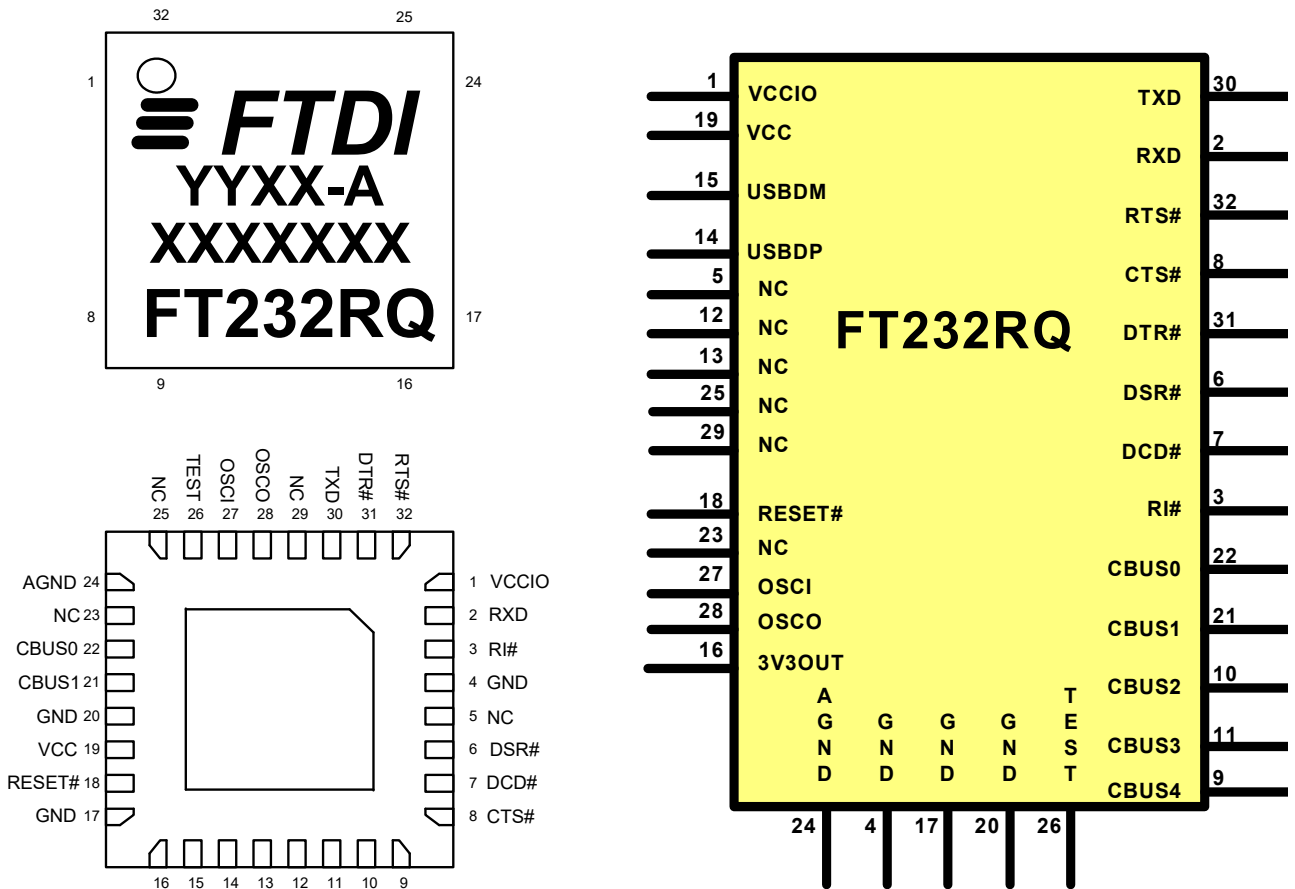 32 25
1 24
FTDI
YYXX-A
XXXXXXX
FT232RQ
8 17
9 16
NC TEST OSCI OSCO NC TXD DTR# RTS#
25 26 27 28 29 30 31 32
AGND 24
NC 23
CBUS0 22
CBUS1 21
GND 20
VCC 19
RESET# 18
GND 17
1 VCCIO
2 RXD
3 RI#
4 GND
5 NC
6 DSR#
7 DCD#
8 CTS#
16 15 14 13 12 11 10 9
1 VCCIO
19 VCC
15 USBDM
14 USBDP
5 NC
12 NC
13 NC
25 NC
29 NC
18 RESET#
23 NC
27 OSCI
28 OSCO
16 3V3OUT
FT232RQ
TXD 30
RXD 2
RTS# 32
CTS# 8
DTR# 31
DSR# 6
DCD# 7
RI# 3
CBUS0 22
CBUS1 21
CBUS2 10
CBUS3 11
CBUS4 9
AGND GND GND GND TEST
24 4 17 20 26